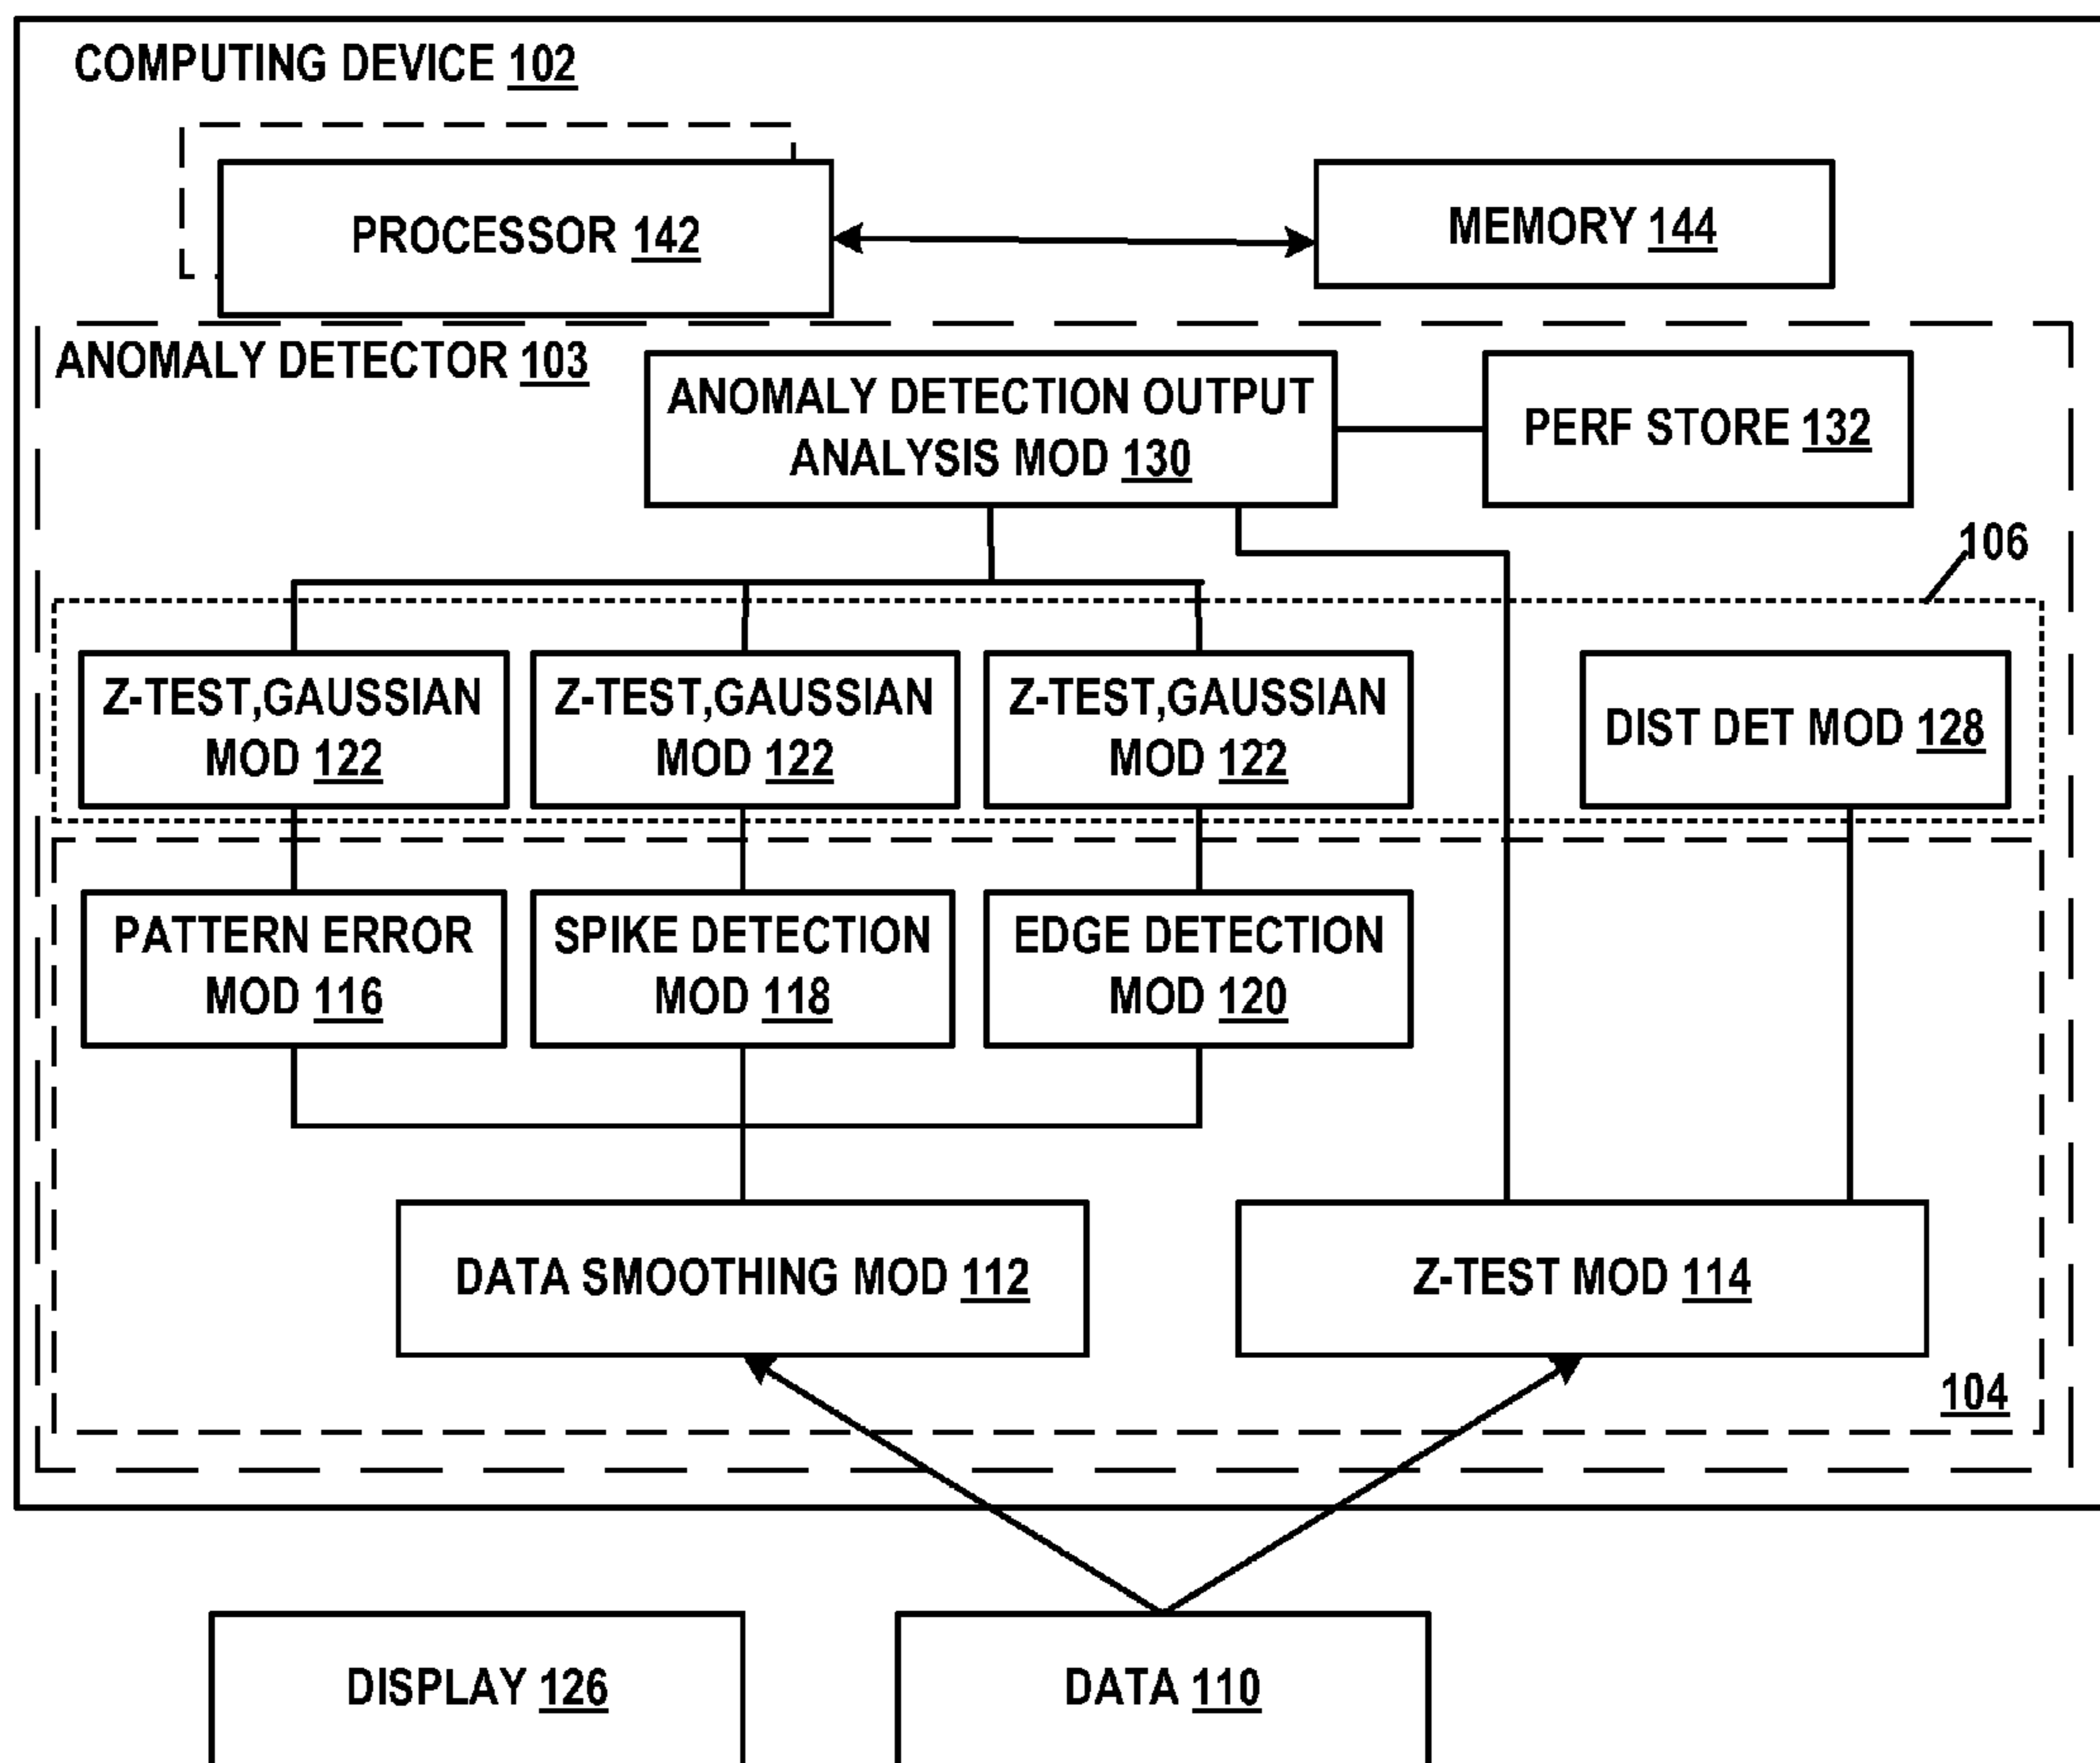 COMPUTING DEVICE 102
PROCESSOR 142
MEMORY 144
ANOMALY DETECTOR 103
ANOMALY DETECTION OUTPUT
ANALYSIS MOD 130
PERF STORE 132
106
Z-TEST,GAUSSIAN
MOD 122
Z-TEST,GAUSSIAN
MOD 122
Z-TEST,GAUSSIAN
MOD 122
DIST DET MOD 128
PATTERN ERROR
MOD 116
SPIKE DETECTION
MOD 118
EDGE DETECTION
MOD 120
DATA SMOOTHING MOD 112
Z-TEST MOD 114
104
DISPLAY 126
DATA 110